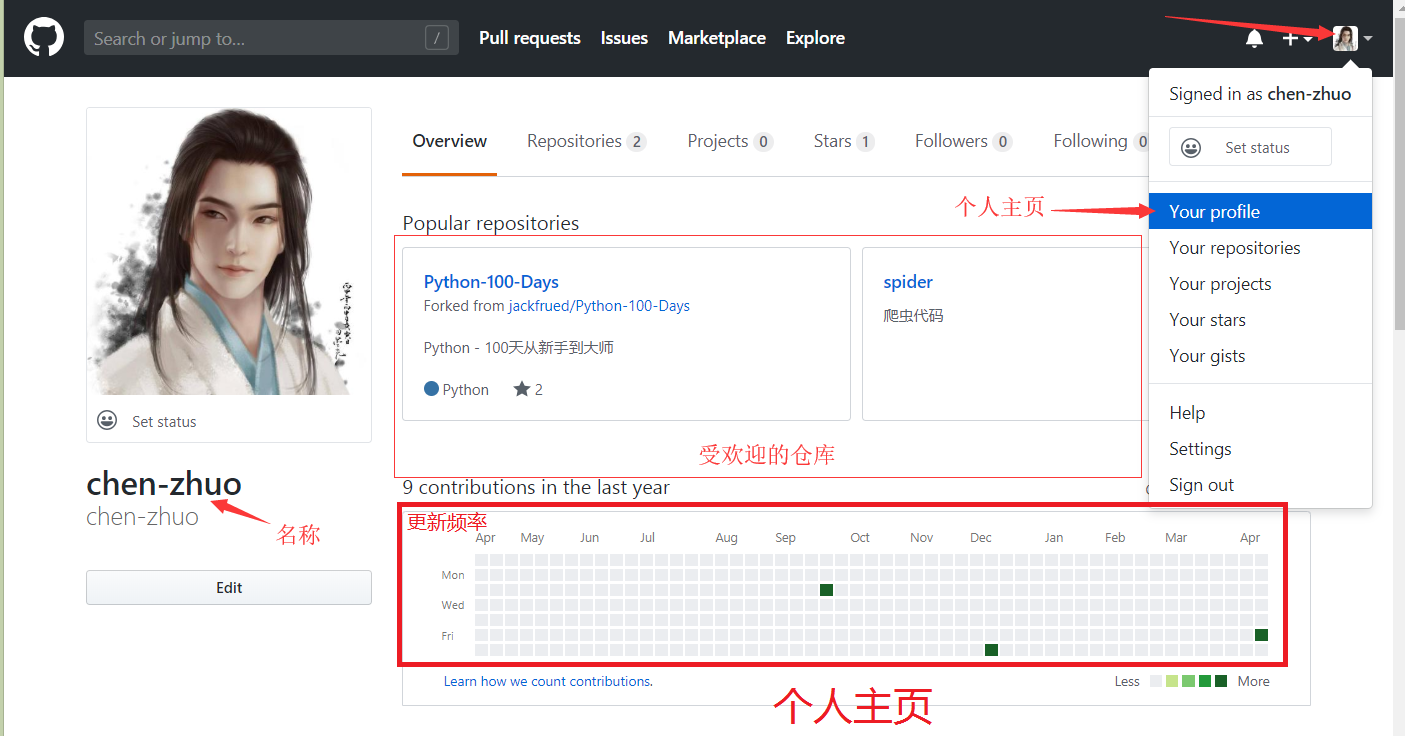 Search or jump to...
/
Pull requests
Issues
Marketplace
Explore
Signed in as chen-zhuo
Set status
个人主页
Your profile
Your repositories
Your projects
Your stars
Your gists
Help
Settings
Sign out
Overview
Repositories 2
Projects 0
Stars 1
Followers 0
Following 0
Popular repositories
Python-100-Days
Forked from jackfrued/Python-100-Days
Python - 100天从新手到大师
Python
2
spider
爬虫代码
受欢迎的仓库
Set status
chen-zhuo
chen-zhuo
名称
Edit
9 contributions in the last year
更新频率
Apr May Jun Jul Aug Sep Oct Nov Dec Jan Feb Mar Apr
Mon
Wed
Fri
Learn how we count contributions.
Less
More
个人主页